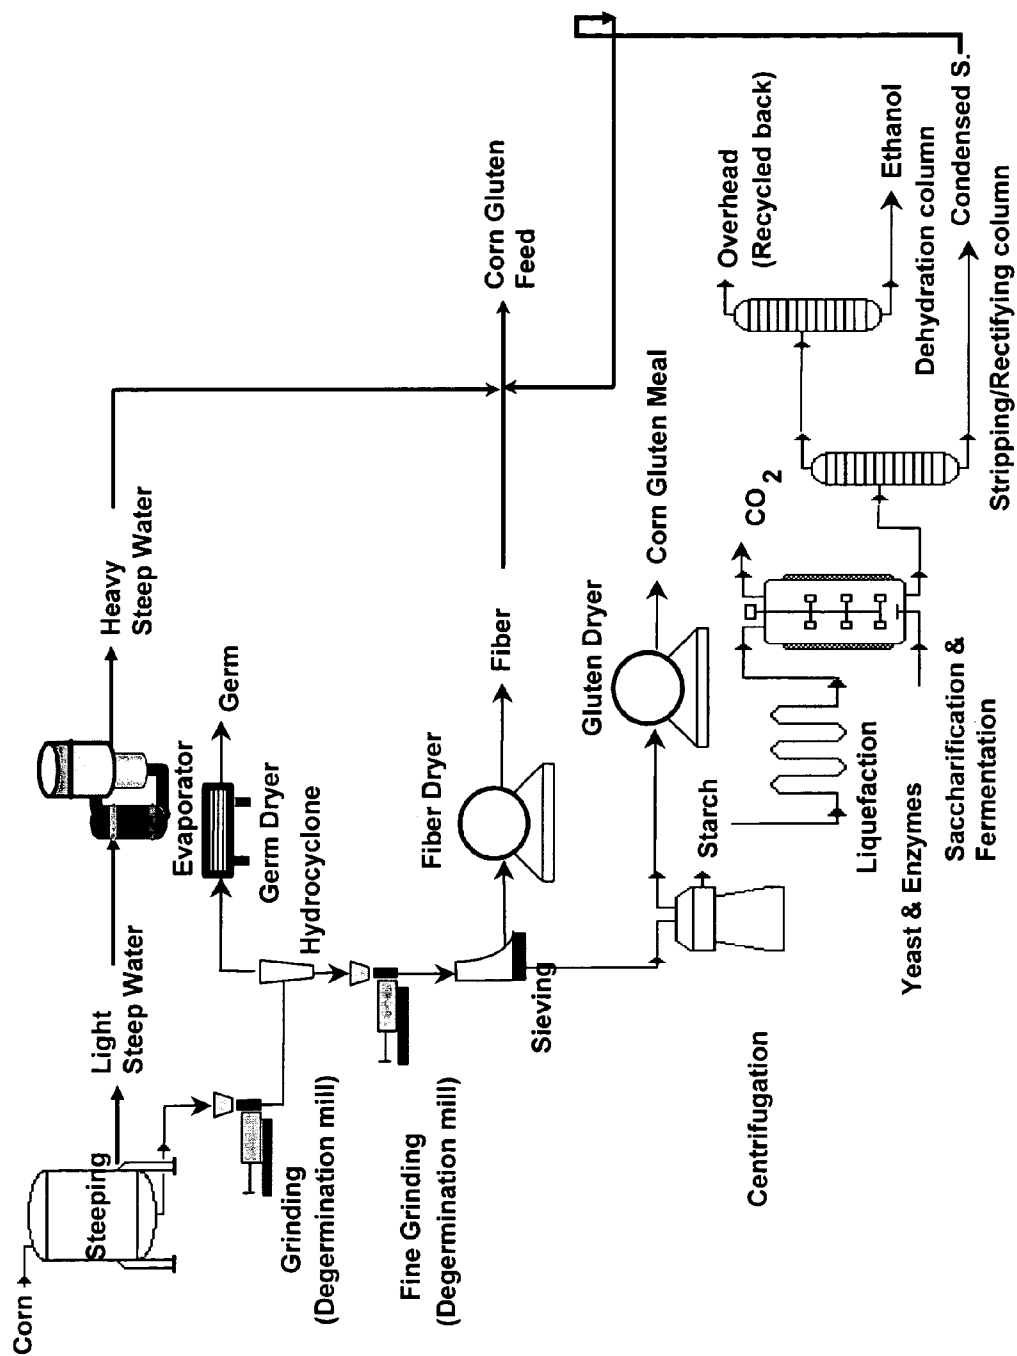 Corn
Steeping
Light
Steep Water
Evaporator
Heavy
Steep Water
Grinding
(Degermination mill)
Hydrocyclone
Germ Dryer
Germ
Fine Grinding
(Degermination mill)
Sieving
Fiber Dryer
Fiber
Corn Gluten
Feed
Centrifugation
Starch
Gluten Dryer
Corn Gluten Meal
Liquefaction
Yeast & Enzymes
Saccharification &
Fermentation
CO2
Overhead
(Recycled back)
Ethanol
Dehydration column
Condensed S.
Stripping/Rectifying column